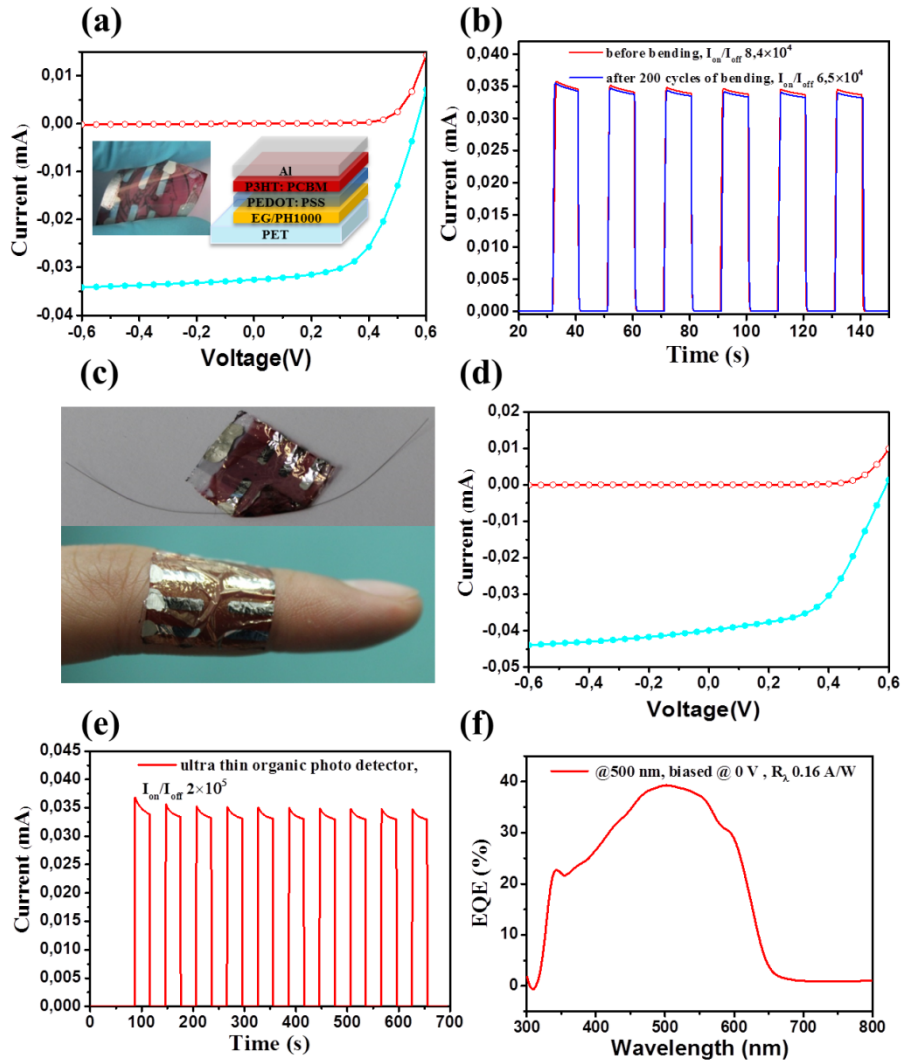 (a)
0,01
0,00
-0,01
-0,02
-0,03
-0,04
Current (mA)
-0,6 -0,4 -0,2 0,0 0,2 0,4 0,6
Voltage(V)
Al
P3HT: PCBM
PEDOT: PSS
EG/PH1000
PET
(b)
0,040
0,035
0,030
0,025
0,020
0,015
0,010
0,005
0,000
Current (mA)
before bending, Ion/Ioff 8,4×10⁴
after 200 cycles of bending, Ion/Ioff 6,5×10⁴
20 40 60 80 100 120 140
Time (s)
(c)
(d)
0,02
0,01
0,00
-0,01
-0,02
-0,03
-0,04
-0,05
Current (mA)
-0,6 -0,4 -0,2 0,0 0,2 0,4 0,6
Voltage(V)
(e)
0,045
0,040
0,035
0,030
0,025
0,020
0,015
0,010
0,005
0,000
Current (mA)
ultra thin organic photo detector,
Ion/Ioff 2×10⁵
0 100 200 300 400 500 600 700
Time (s)
(f)
40
30
20
10
0
EQE (%)
@500 nm, biased @ 0 V , Rλ 0.16 A/W
300 400 500 600 700 800
Wavelength (nm)